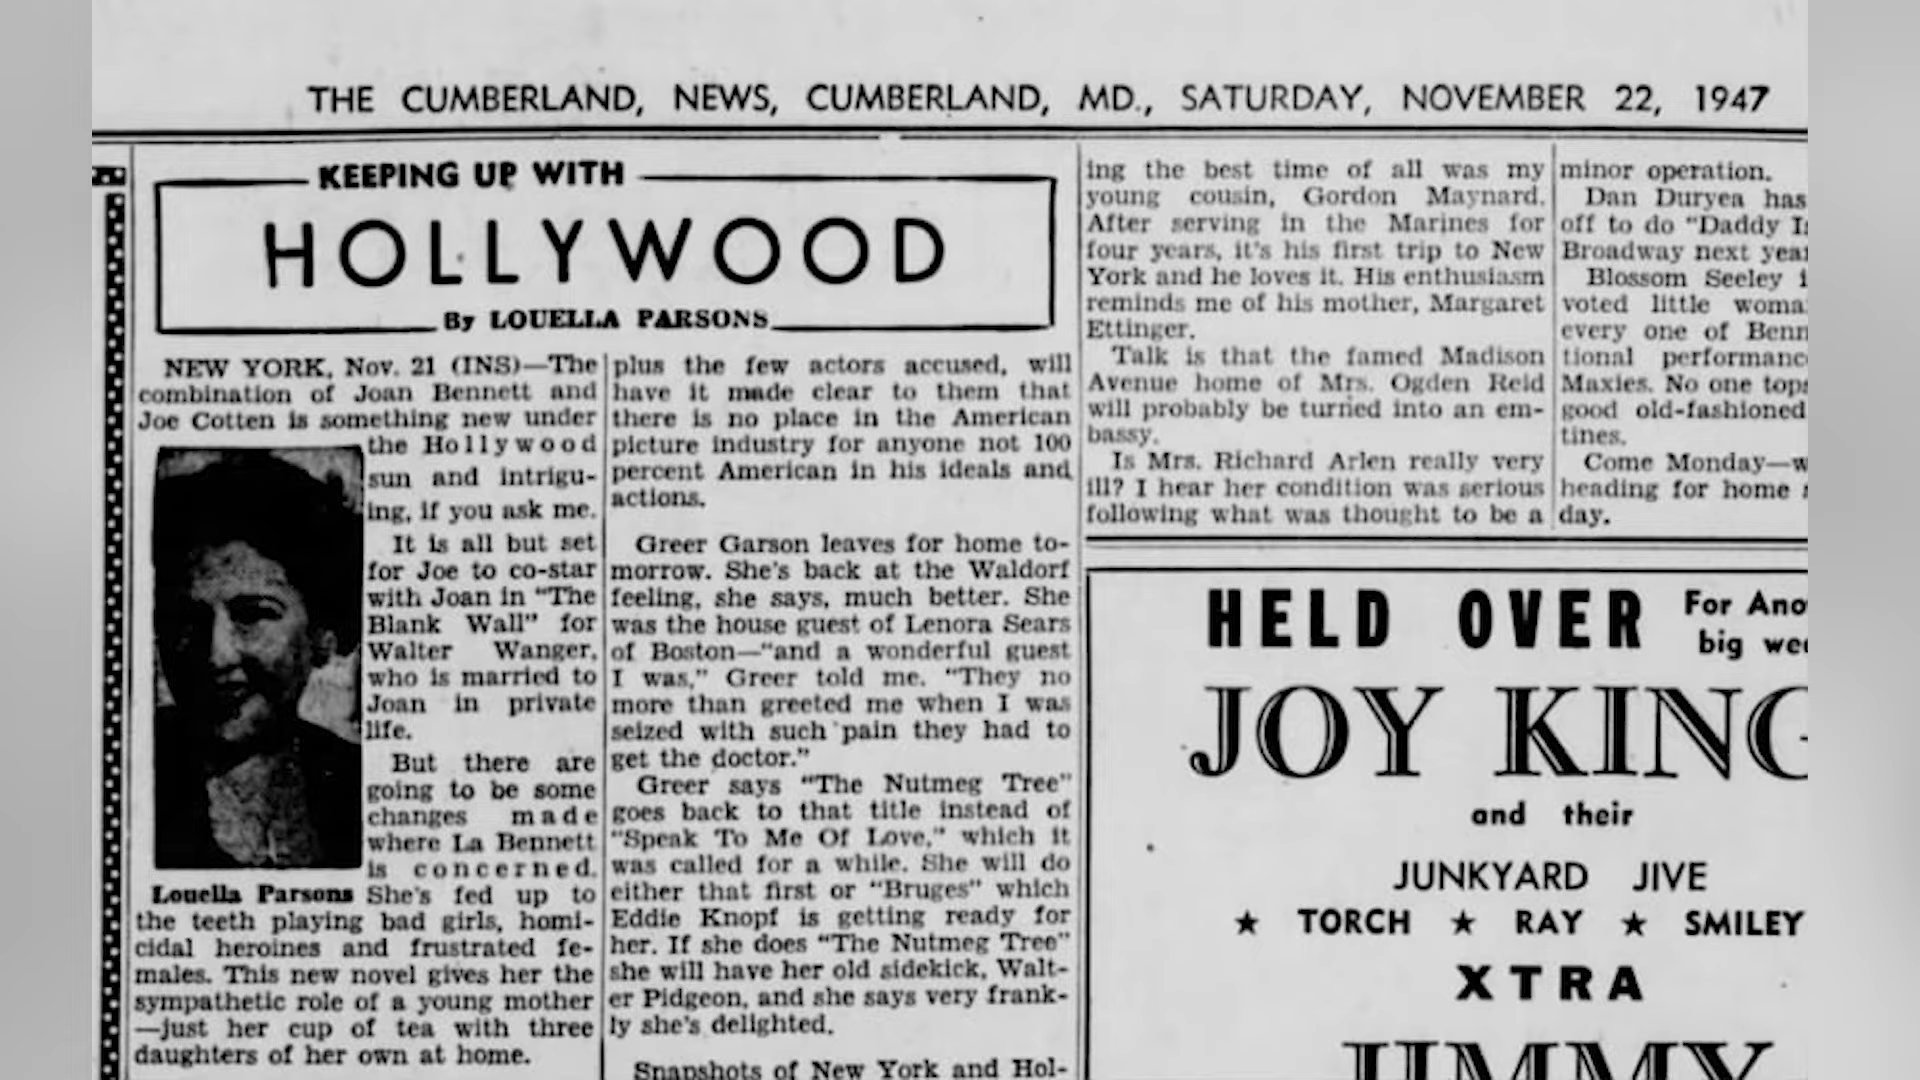 THE CUMBERLAND, NEWS, CUMBERLAND, MD., SATURDAY, NOVEMBER 22, 1947
KEEPING UP WITH
HOLLYWOOD
By LOUELLA PARSONS
NEW YORK, Nov. 21 (INS)—The
combination of Joan Bennett and
Joe Cotten is something new under
the Hollywood
sun and intrigu-
ing, if you ask me.
It is all but set
for Joe to co-star
with Joan in "The
Blank Wall" for
Walter Wanger,
who is married to
Joan in private
life.
But there are
going to be some
changes made
where La Bennett
is concerned.
Louella Parsons
She's fed up to
the teeth playing bad girls, homi-
cidal heroines and frustrated fe-
males. This new novel gives her the
sympathetic role of a young mother
—just her cup of tea with three
daughters of her own at home.
plus the few actors accused, will
have it made clear to them that
there is no place in the American
picture industry for anyone not 100
percent American in his ideals and
actions.
Greer Garson leaves for home to-
morrow. She's back at the Waldorf
feeling, she says, much better. She
was the house guest of Lenora Sears
of Boston—"and a wonderful guest
I was," Greer told me. "They no
more than greeted me when I was
seized with such pain they had to
get the doctor."
Greer says "The Nutmeg Tree"
goes back to that title instead of
"Speak To Me Of Love," which it
was called for a while. She will do
either that first or "Bruges" which
Eddie Knopf is getting ready for
her. If she does "The Nutmeg Tree"
she will have her old sidekick, Walt-
er Pidgeon, and she says very frank-
ly she's delighted.
Snapshots of New York and Hol-
ing the best time of all was my
young cousin, Gordon Maynard.
After serving in the Marines for
four years, it's his first trip to New
York and he loves it. His enthusiasm
reminds me of his mother, Margaret
Ettinger.
Talk is that the famed Madison
Avenue home of Mrs. Ogden Reid
will probably be turned into an em-
bassy.
Is Mrs. Richard Arlen really very
ill? I hear her condition was serious
following what was thought to be a
minor operation.
Dan Duryea has
off to do "Daddy I
Broadway next yea
Blossom Seeley i
voted little woma
every one of Benn
tional performanc
Maxies. No one tops
good old-fashioned
tines.
Come Monday—w
heading for home
day.
HELD OVER
For Ano
big wee
JOY KING
and their
JUNKYARD JIVE
★ TORCH ★ RAY ★ SMILEY
XTRA
JIMMY